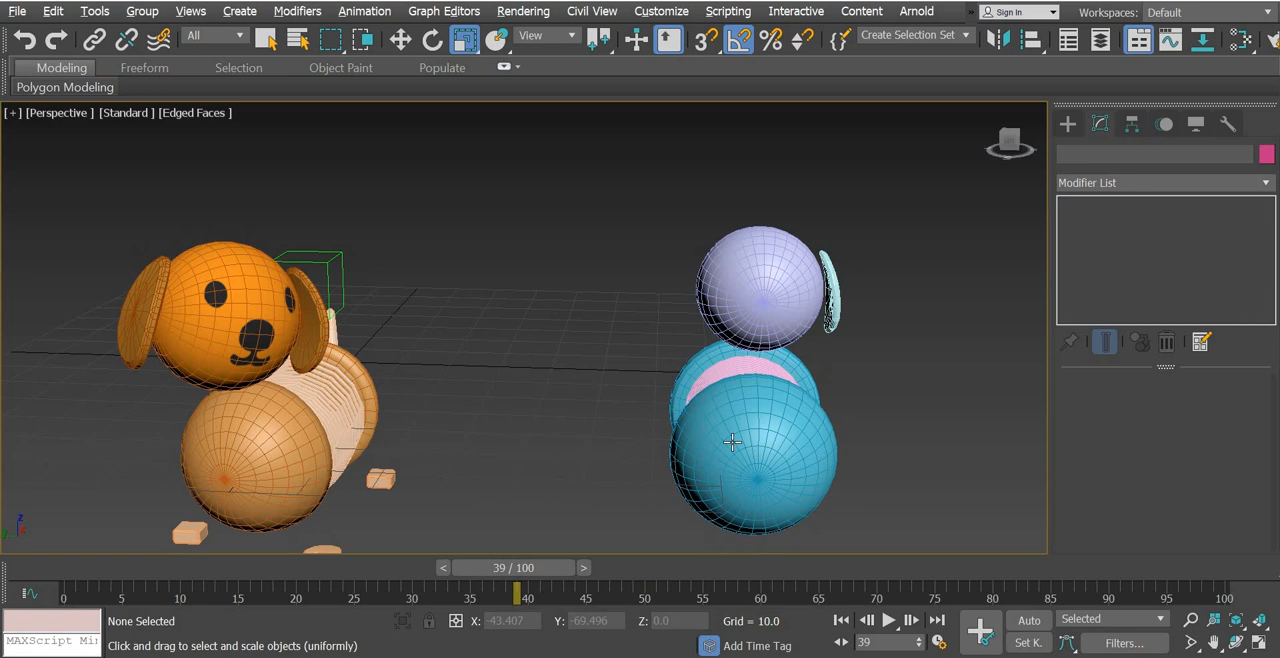 File Edit Tools Group Views Create Modifiers Animation Graph Editors Rendering Civil View Customize Scripting Interactive Content Arnold » Sign In Workspaces: Default
All View Create Selection Set
Modeling Freeform Selection Object Paint Populate
Polygon Modeling
[+] [Perspective ] [Standard ] [Edged Faces ]
Modifier List
z
< 39 / 100 >
0 5 10 15 20 25 30 35 40 45 50 55 60 65 70 75 80 85 90 95 100
None Selected X: -43.407 Y: -69.496 Z: 0.0 Grid = 10.0 Auto Selected
MAXScript Min Click and drag to select and scale objects (uniformly) Add Time Tag 39 Set K. Filters...